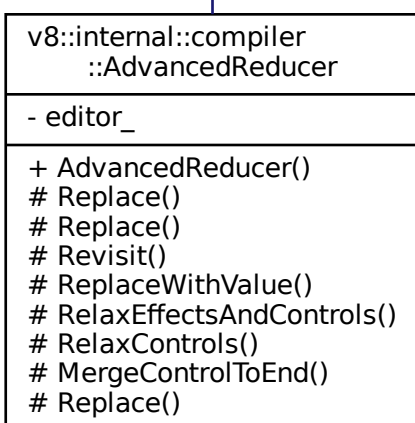 v8::internal::compiler
::AdvancedReducer
- editor_
+ AdvancedReducer()
# Replace()
# Replace()
# Revisit()
# ReplaceWithValue()
# RelaxEffectsAndControls()
# RelaxControls()
# MergeControlToEnd()
# Replace()